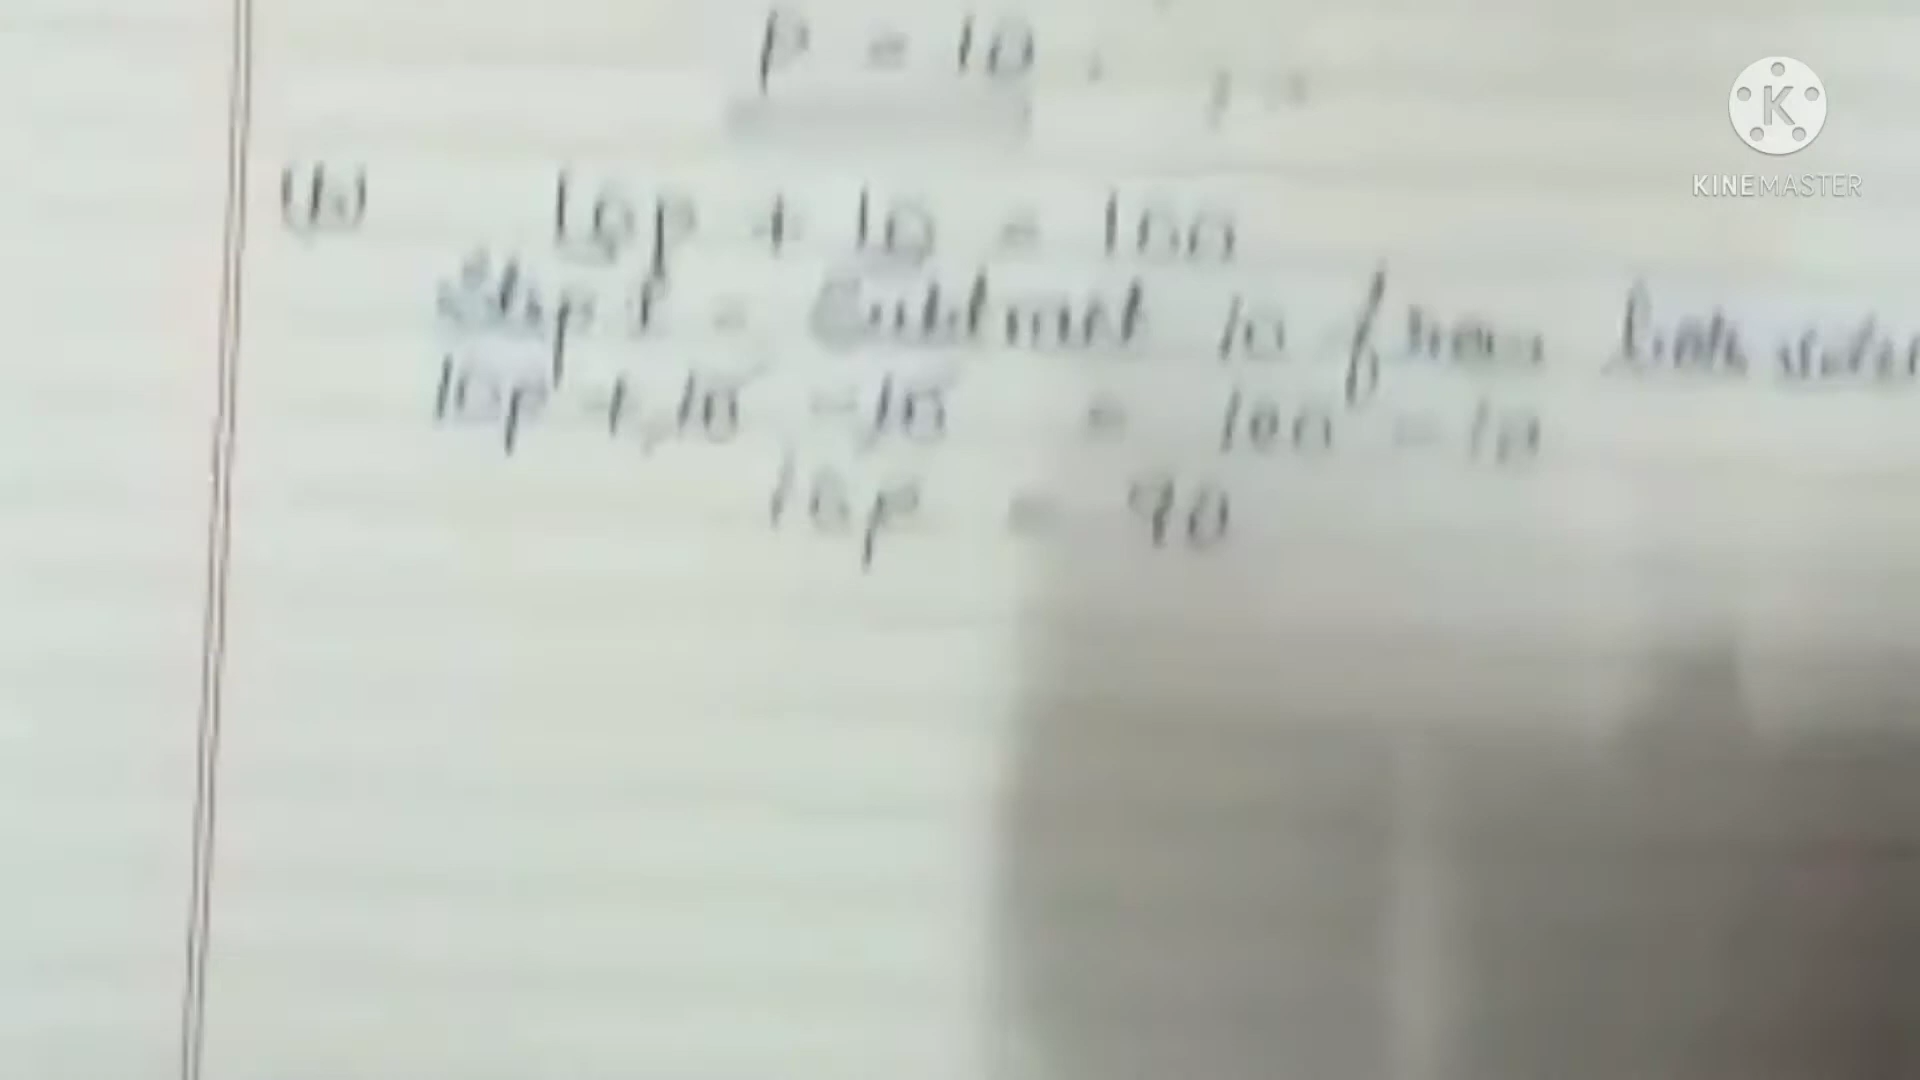 p = 10.
(b) 10p + 10 = 100
Step 1 - Subtract 10 from both sides
10p + 10 - 10 = 100 - 10
10p = 90
K
KINEMASTER